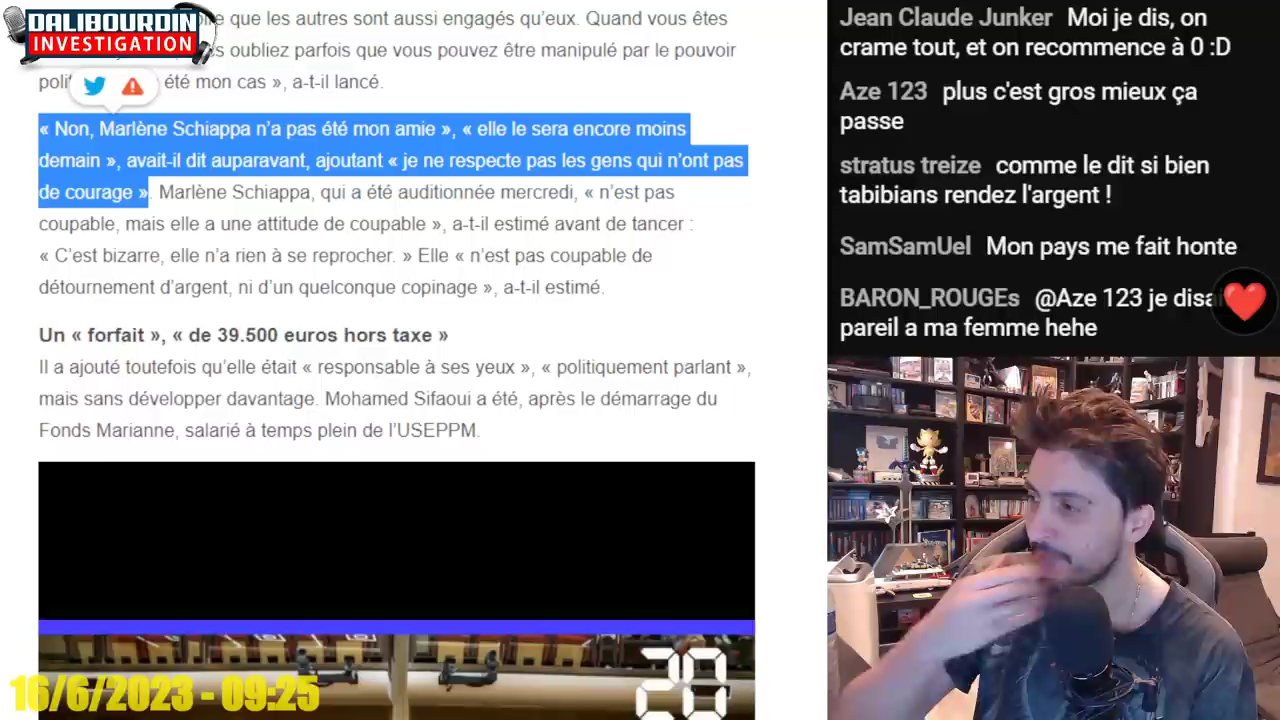 DALIBOURDIN
INVESTIGATION
que les autres sont aussi engagés qu’eux. Quand vous êtes
oubliez parfois que vous pouvez être manipulé par le pouvoir
été mon cas », a-t-il lancé.
« Non, Marlène Schiappa n’a pas été mon amie », « elle le sera encore moins
demain », avait-il dit auparavant, ajoutant « je ne respecte pas les gens qui n’ont pas
de courage ». Marlène Schiappa, qui a été auditionnée mercredi, « n’est pas
coupable, mais elle a une attitude de coupable », a-t-il estimé avant de tancer :
« C’est bizarre, elle n’a rien à se reprocher. » Elle « n’est pas coupable de
détournement d’argent, ni d’un quelconque copinage », a-t-il estimé.
Un « forfait », « de 39.500 euros hors taxe »
Il a ajouté toutefois qu’elle était « responsable à ses yeux », « politiquement parlant »,
mais sans développer davantage. Mohamed Sifaoui a été, après le démarrage du
Fonds Marianne, salarié à temps plein de l’USEPPM.
20
16/6/2023 - 09:25
Jean Claude Junker Moi je dis, on
crame tout, et on recommence à 0 :D
Aze 123 plus c'est gros mieux ça
passe
stratus treize comme le dit si bien
tabibians rendez l'argent !
SamSamUel Mon pays me fait honte
BARON_ROUGEs @Aze 123 je disai
pareil a ma femme hehe